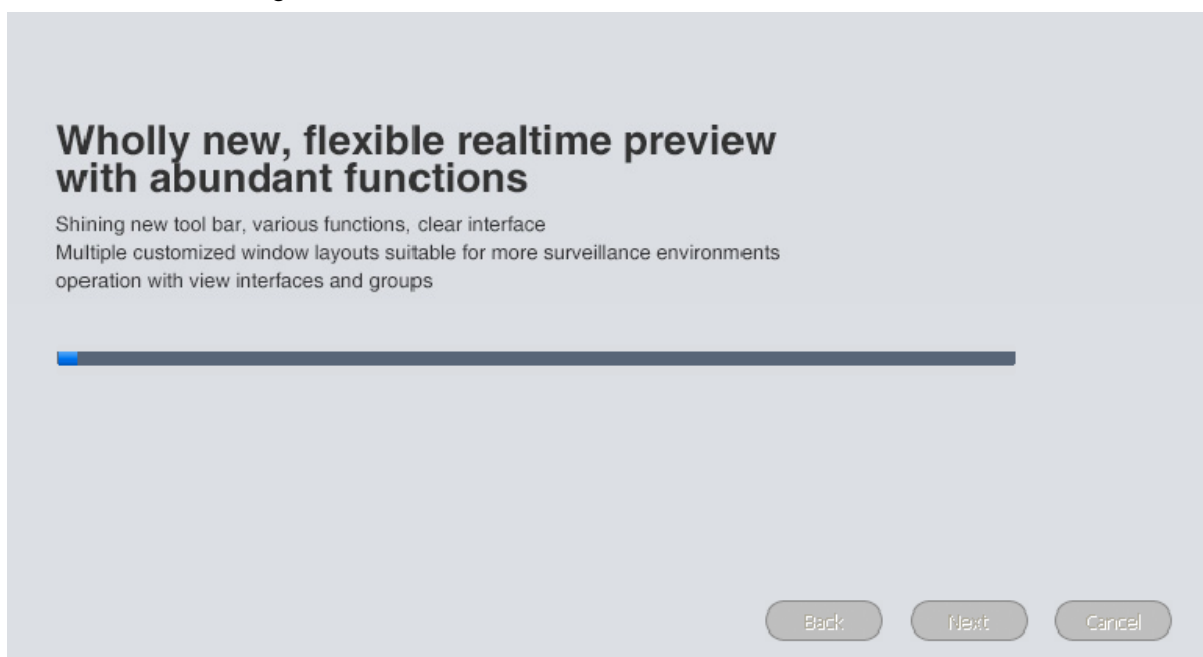 Wholly new, flexible realtime preview
with abundant functions
Shining new tool bar, various functions, clear interface
Multiple customized window layouts suitable for more surveillance environments
operation with view interfaces and groups
Back
Next
Cancel